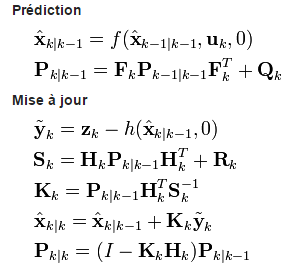 Prédiction
x̂ₖ|ₖ₋₁ = f(x̂ₖ₋₁|ₖ₋₁, uₖ, 0)
Pₖ|ₖ₋₁ = FₖPₖ₋₁|ₖ₋₁Fₖᵀ + Qₖ
Mise à jour
ỹₖ = zₖ − h(x̂ₖ|ₖ₋₁, 0)
Sₖ = HₖPₖ|ₖ₋₁Hₖᵀ + Rₖ
Kₖ = Pₖ|ₖ₋₁HₖᵀSₖ⁻¹
x̂ₖ|ₖ = x̂ₖ|ₖ₋₁ + Kₖỹₖ
Pₖ|ₖ = (I − KₖHₖ)Pₖ|ₖ₋₁